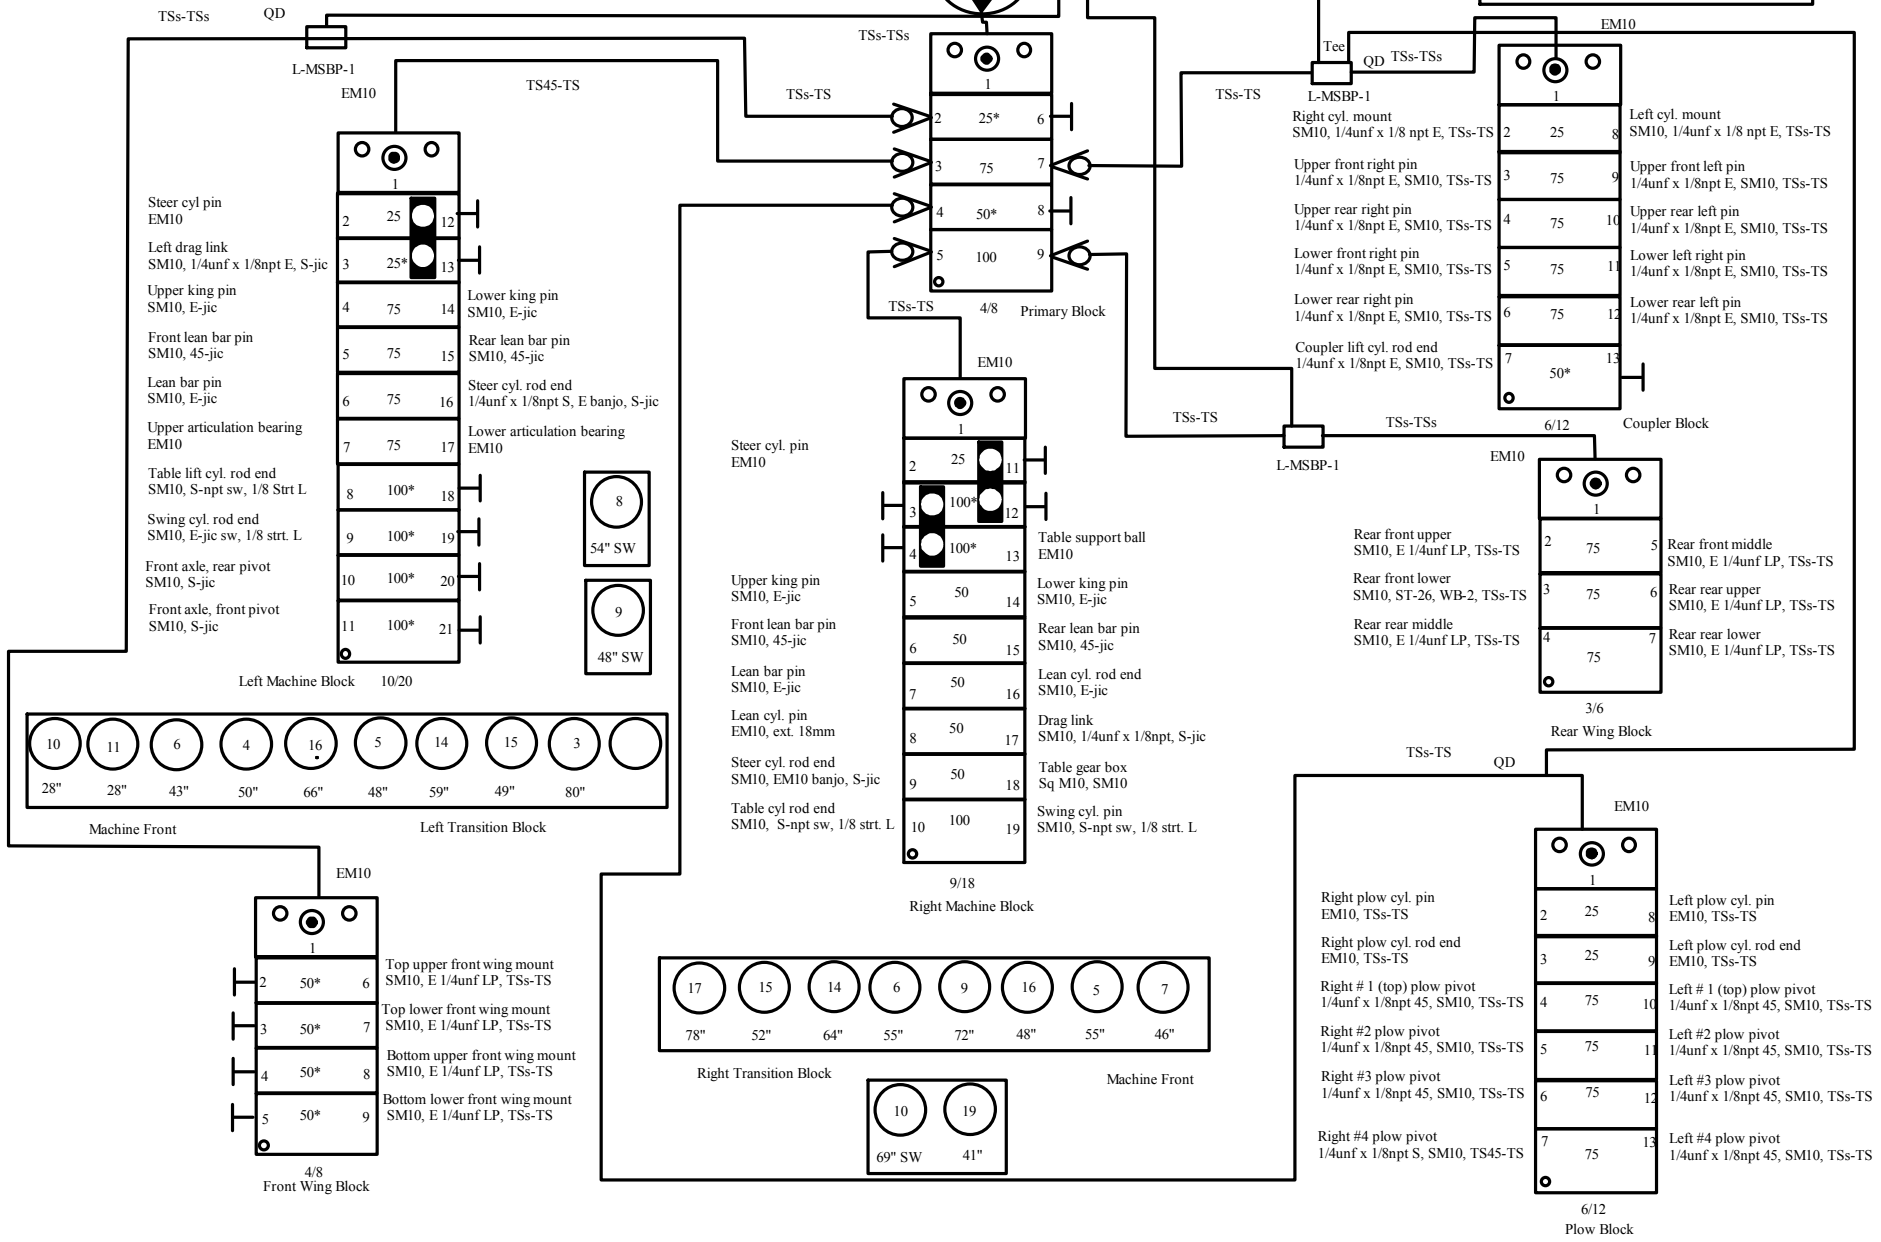 TSs-TSs
QD
L-MSBP-1
EM10
TS45-TS
TSs-TS
TSs-TSs
1
2 25* 6
3 75 7
4 50* 8
5 100 9
4/8
Primary Block
TSs-TS
Tee
QD
TSs-TSs
EM10
L-MSBP-1
TSs-TS
1
Right cyl. mount
SM10, 1/4unf x 1/8 npt E, TSs-TS
2 25 8
Left cyl. mount
SM10, 1/4unf x 1/8 npt E, TSs-TS
Upper front right pin
1/4unf x 1/8npt E, SM10, TSs-TS
3 75 9
Upper front left pin
1/4unf x 1/8npt E, SM10, TSs-TS
Upper rear right pin
1/4unf x 1/8npt E, SM10, TSs-TS
4 75 10
Upper rear left pin
1/4unf x 1/8npt E, SM10, TSs-TS
Lower front right pin
1/4unf x 1/8npt E, SM10, TSs-TS
5 75 11
Lower left right pin
1/4unf x 1/8npt E, SM10, TSs-TS
Lower rear right pin
1/4unf x 1/8npt E, SM10, TSs-TS
6 75 12
Lower rear left pin
1/4unf x 1/8npt E, SM10, TSs-TS
Coupler lift cyl. rod end
1/4unf x 1/8npt E, SM10, TSs-TS
7 50* 13
6/12
Coupler Block
1
Steer cyl pin
EM10
2 25 12
Left drag link
SM10, 1/4unf x 1/8npt E, S-jic
3 25* 13
Upper king pin
SM10, E-jic
4 75 14
Lower king pin
SM10, E-jic
Front lean bar pin
SM10, 45-jic
5 75 15
Rear lean bar pin
SM10, 45-jic
Lean bar pin
SM10, E-jic
6 75 16
Steer cyl. rod end
1/4unf x 1/8npt S, E banjo, S-jic
Upper articulation bearing
EM10
7 75 17
Lower articulation bearing
EM10
Table lift cyl. rod end
SM10, S-npt sw, 1/8 Strt L
8 100* 18
Swing cyl. rod end
SM10, E-jic sw, 1/8 strt. L
9 100* 19
Front axle, rear pivot
SM10, S-jic
10 100* 20
Front axle, front pivot
SM10, S-jic
11 100* 21
Left Machine Block
10/20
8
54" SW
9
48" SW
10 11 6 4 16 5 14 15 3
28" 28" 43" 50" 66" 48" 59" 49" 80"
Machine Front
Left Transition Block
EM10
1
2 50* 6
Top upper front wing mount
SM10, E 1/4unf LP, TSs-TS
3 50* 7
Top lower front wing mount
SM10, E 1/4unf LP, TSs-TS
4 50* 8
Bottom upper front wing mount
SM10, E 1/4unf LP, TSs-TS
5 50* 9
Bottom lower front wing mount
SM10, E 1/4unf LP, TSs-TS
4/8
Front Wing Block
EM10
1
Steer cyl. pin
EM10
2 25 11
3 100* 12
4 100* 13
Table support ball
EM10
Upper king pin
SM10, E-jic
5 50 14
Lower king pin
SM10, E-jic
Front lean bar pin
SM10, 45-jic
6 50 15
Rear lean bar pin
SM10, 45-jic
Lean bar pin
SM10, E-jic
7 50 16
Lean cyl. rod end
SM10, E-jic
Lean cyl. pin
EM10, ext. 18mm
8 50 17
Drag link
SM10, 1/4unf x 1/8npt, S-jic
Steer cyl. rod end
SM10, EM10 banjo, S-jic
9 50 18
Table gear box
Sq M10, SM10
Table cyl rod end
SM10, S-npt sw, 1/8 strt. L
10 100 19
Swing cyl. pin
SM10, S-npt sw, 1/8 strt. L
9/18
Right Machine Block
17 15 14 6 9 16 5 7
78" 52" 64" 55" 72" 48" 55" 46"
Right Transition Block
Machine Front
10 19
69" SW 41"
TSs-TS
L-MSBP-1
TSs-TSs
EM10
1
Rear front upper
SM10, E 1/4unf LP, TSs-TS
2 75 5
Rear front middle
SM10, E 1/4unf LP, TSs-TS
Rear front lower
SM10, ST-26, WB-2, TSs-TS
3 75 6
Rear rear upper
SM10, E 1/4unf LP, TSs-TS
Rear rear middle
SM10, E 1/4unf LP, TSs-TS
4 75 7
Rear rear lower
SM10, E 1/4unf LP, TSs-TS
3/6
Rear Wing Block
TSs-TS
QD
EM10
1
Right plow cyl. pin
EM10, TSs-TS
2 25 8
Left plow cyl. pin
EM10, TSs-TS
Right plow cyl. rod end
EM10, TSs-TS
3 25 9
Left plow cyl. rod end
EM10, TSs-TS
Right # 1 (top) plow pivot
1/4unf x 1/8npt 45, SM10, TSs-TS
4 75 10
Left # 1 (top) plow pivot
1/4unf x 1/8npt 45, SM10, TSs-TS
Right #2 plow pivot
1/4unf x 1/8npt 45, SM10, TSs-TS
5 75 11
Left #2 plow pivot
1/4unf x 1/8npt 45, SM10, TSs-TS
Right #3 plow pivot
1/4unf x 1/8npt 45, SM10, TSs-TS
6 75 12
Left #3 plow pivot
1/4unf x 1/8npt 45, SM10, TSs-TS
Right #4 plow pivot
1/4unf x 1/8npt S, SM10, TS45-TS
7 75 13
Left #4 plow pivot
1/4unf x 1/8npt 45, SM10, TSs-TS
6/12
Plow Block